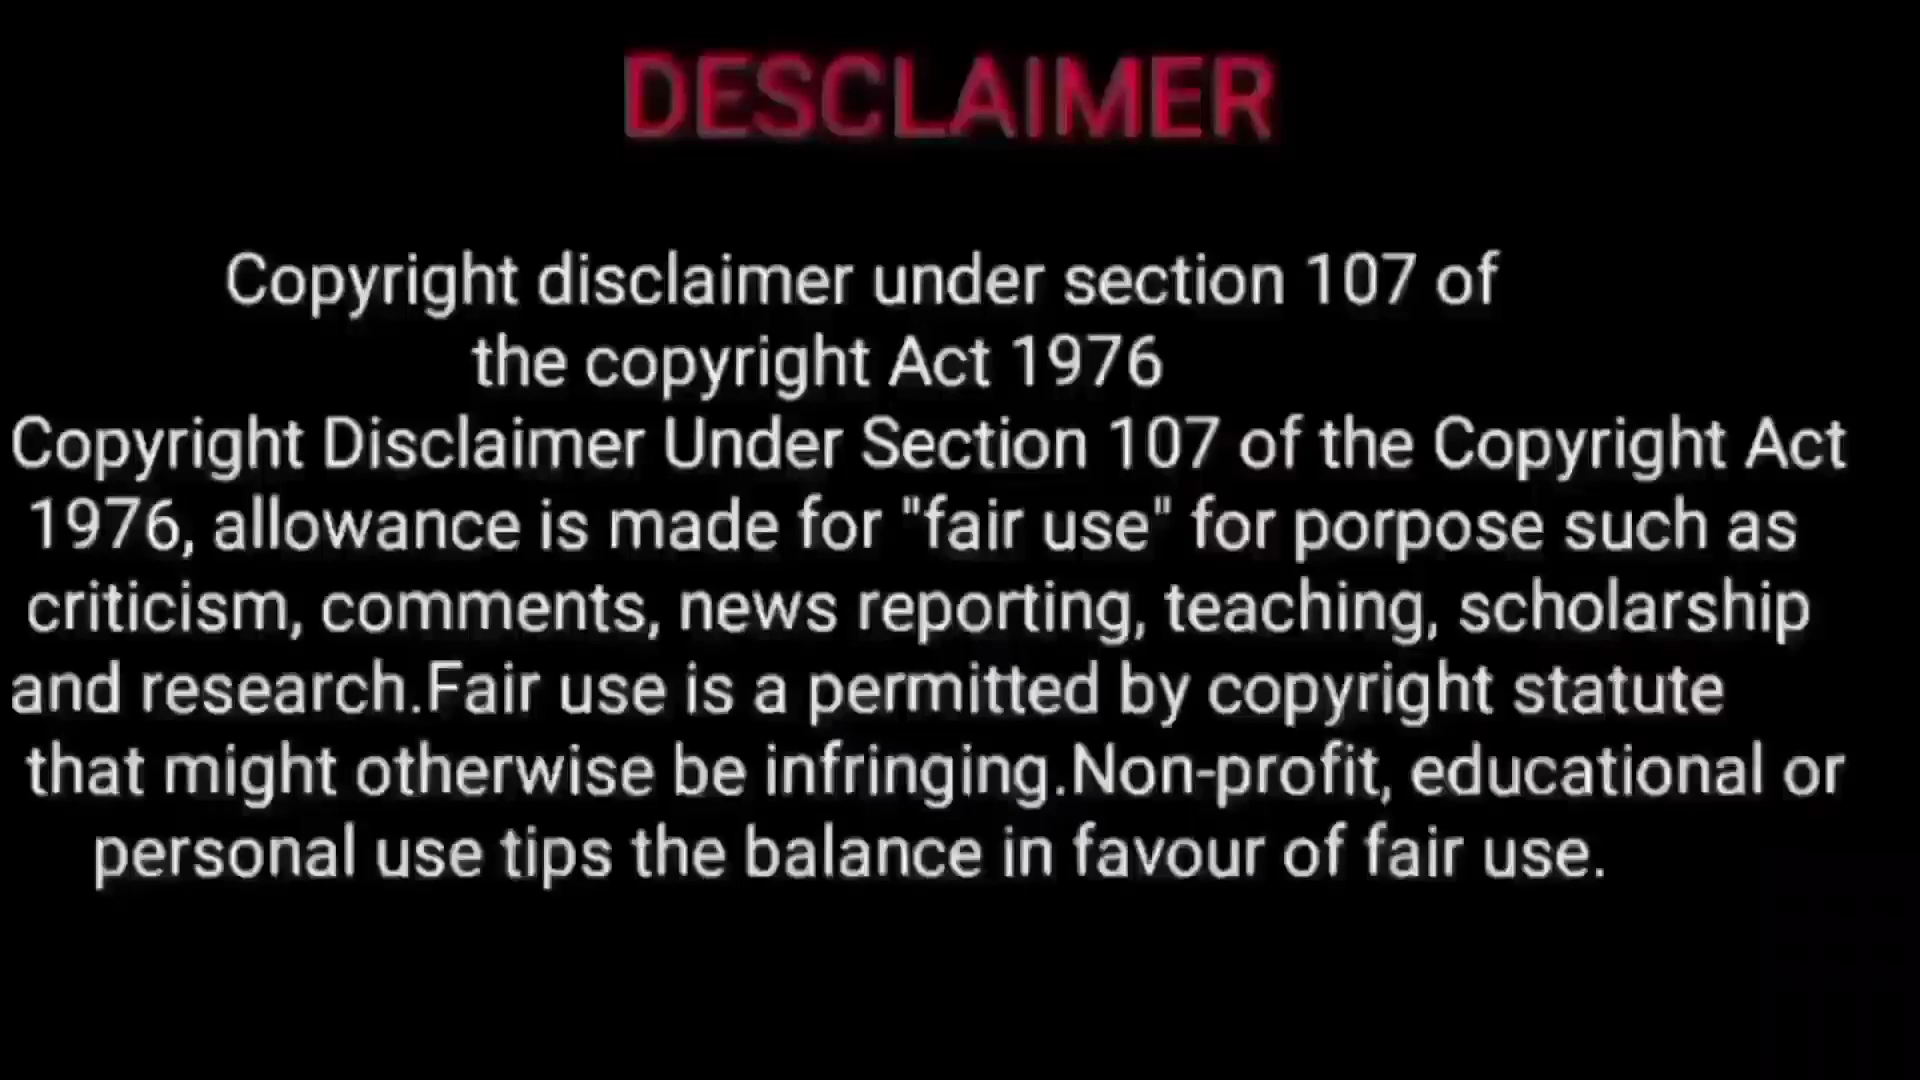 DESCLAIMER
Copyright disclaimer under section 107 of
the copyright Act 1976
Copyright Disclaimer Under Section 107 of the Copyright Act
1976, allowance is made for "fair use" for porpose such as
criticism, comments, news reporting, teaching, scholarship
and research.Fair use is a permitted by copyright statute
that might otherwise be infringing.Non-profit, educational or
personal use tips the balance in favour of fair use.